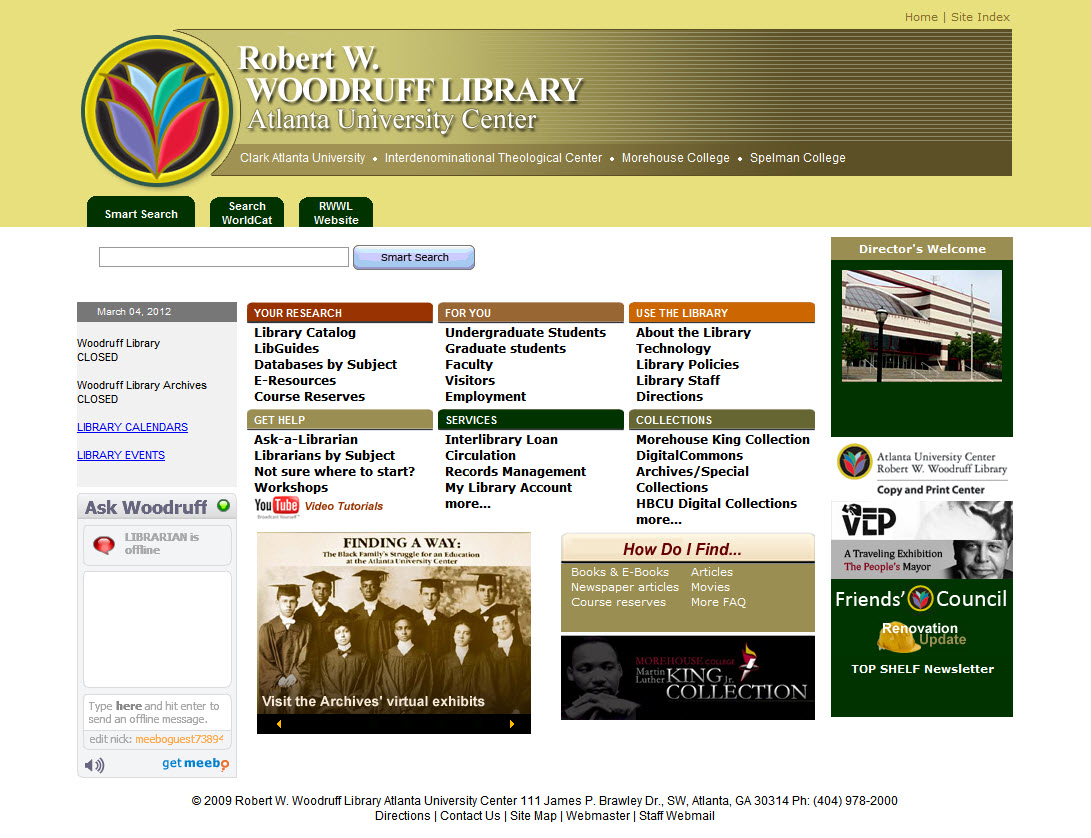 Home | Site Index
Robert W.
WOODRUFF LIBRARY
Atlanta University Center
Clark Atlanta University • Interdenominational Theological Center • Morehouse College • Spelman College
Smart Search
Search
WorldCat
RWWL
Website
Smart Search
March 04, 2012
Woodruff Library
CLOSED
Woodruff Library Archives
CLOSED
LIBRARY CALENDARS
LIBRARY EVENTS
Ask Woodruff
LIBRARIAN is
offline
Type here and hit enter to
send an offline message.
edit nick: meeboguest73894
get meebo
YOUR RESEARCH
Library Catalog
LibGuides
Databases by Subject
E-Resources
Course Reserves
FOR YOU
Undergraduate Students
Graduate students
Faculty
Visitors
Employment
USE THE LIBRARY
About the Library
Technology
Library Policies
Library Staff
Directions
GET HELP
Ask-a-Librarian
Librarians by Subject
Not sure where to start?
Workshops
YouTube Video Tutorials
Broadcast Yourself
SERVICES
Interlibrary Loan
Circulation
Records Management
My Library Account
more...
COLLECTIONS
Morehouse King Collection
DigitalCommons
Archives/Special
Collections
HBCU Digital Collections
more...
FINDING A WAY:
The Black Family's Struggle for an Education
at the Atlanta University Center
Visit the Archives' virtual exhibits
How Do I Find...
Books & E-Books Articles
Newspaper articles Movies
Course reserves More FAQ
MOREHOUSE COLLEGE
Martin
Luther KING Jr.
COLLECTION
Director's Welcome
Atlanta University Center
Robert W. Woodruff Library
Copy and Print Center
VEP
A Traveling Exhibition
The People's Mayor
Friends' Council
Renovation
Update
TOP SHELF Newsletter
© 2009 Robert W. Woodruff Library Atlanta University Center 111 James P. Brawley Dr., SW, Atlanta, GA 30314 Ph: (404) 978-2000
Directions | Contact Us | Site Map | Webmaster | Staff Webmail